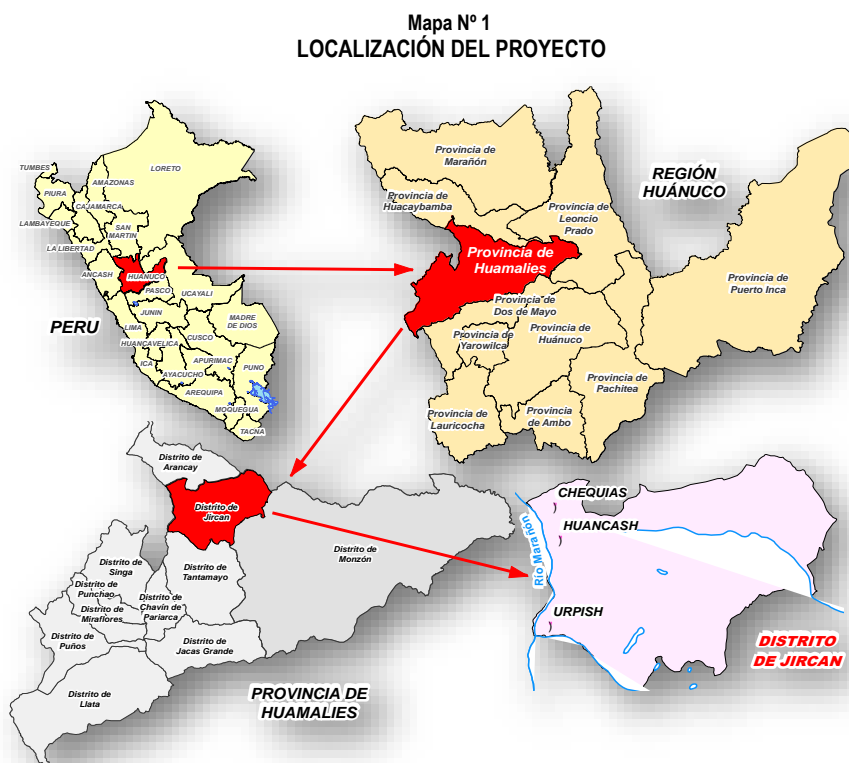 Mapa Nº 1
LOCALIZACIÓN DEL PROYECTO
TUMBES
LORETO
PIURA
AMAZONAS
CAJAMARCA
LAMBAYEQUE
SAN
MARTIN
LA LIBERTAD
ANCASH
HUANUCO
PASCO
UCAYALI
JUNIN
LIMA
MADRE
DE DIOS
HUANCAVELICA
CUSCO
ICA
APURIMAC
AYACUCHO
PUNO
AREQUIPA
MOQUEGUA
TACNA
PERU
REGIÓN
HUÁNUCO
Provincia de
Marañón
Provincia de
Huacaybamba
Provincia de
Leoncio
Prado
Provincia de
Huamalies
Provincia de
Puerto Inca
Provincia de
Dos de Mayo
Provincia de
Yarowilca
Provincia de
Huánuco
Provincia de
Pachitea
Provincia de
Lauricocha
Provincia
de Ambo
Distrito de
Arancay
Distrito de
Jircan
Distrito de
Monzón
Distrito de
Singa
Distrito de
Tantamayo
Distrito de
Punchao
Distrito de
Miraflores
Distrito de
Chavín de
Pariarca
Distrito de
Puños
Distrito de
Jacas Grande
Distrito de
Llata
PROVINCIA DE
HUAMALIES
CHEQUIAS
HUANCASH
Río Marañón
URPISH
DISTRITO
DE JIRCAN